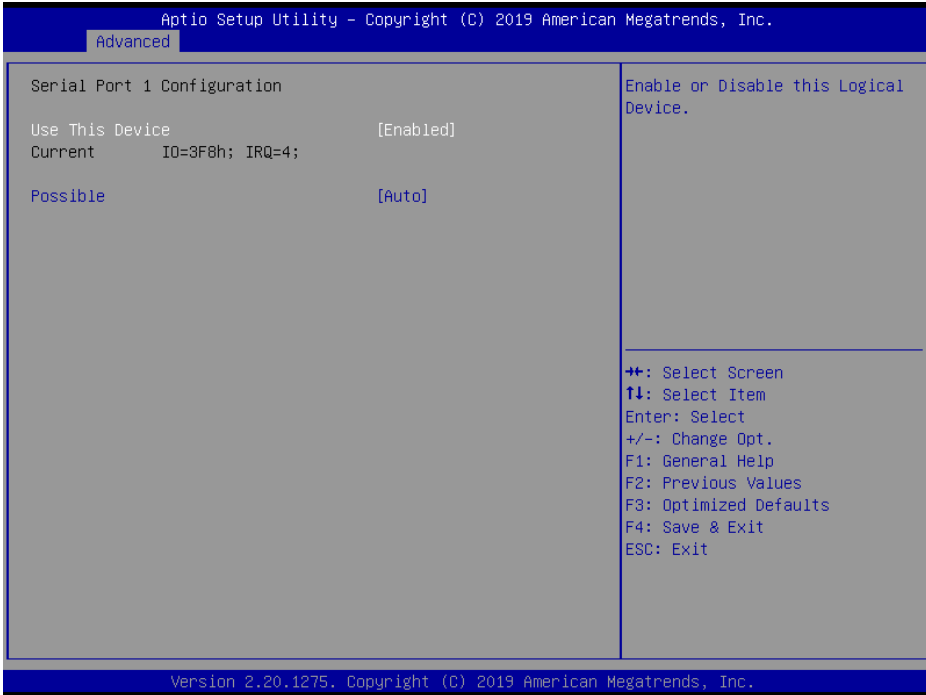 Aptio Setup Utility – Copyright (C) 2019 American Megatrends, Inc.
Advanced
Serial Port 1 Configuration
Use This Device [Enabled]
Current IO=3F8h; IRQ=4;
Possible [Auto]
Enable or Disable this Logical
Device.
→←: Select Screen
↑↓: Select Item
Enter: Select
+/-: Change Opt.
F1: General Help
F2: Previous Values
F3: Optimized Defaults
F4: Save & Exit
ESC: Exit
Version 2.20.1275. Copyright (C) 2019 American Megatrends, Inc.